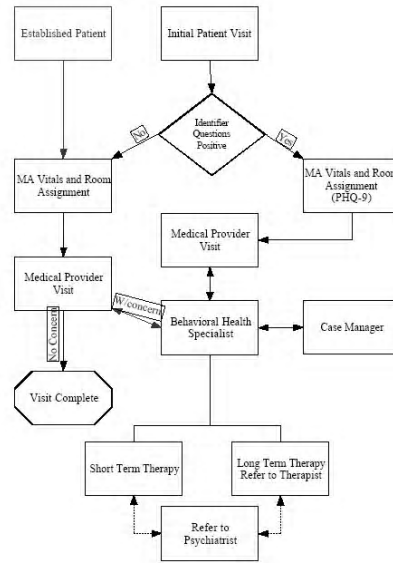 Established Patient
Initial Patient Visit
Identifier
Questions
Positive
No
Yes
MA Vitals and Room
Assignment
MA Vitals and Room
Assignment
(PHQ-9)
Medical Provider
Visit
Medical Provider
Visit
W/concern
No Concern
Behavioral Health
Specialist
Case Manager
Visit Complete
Short Term Therapy
Long Term Therapy
Refer to Therapist
Refer to
Psychiatrist